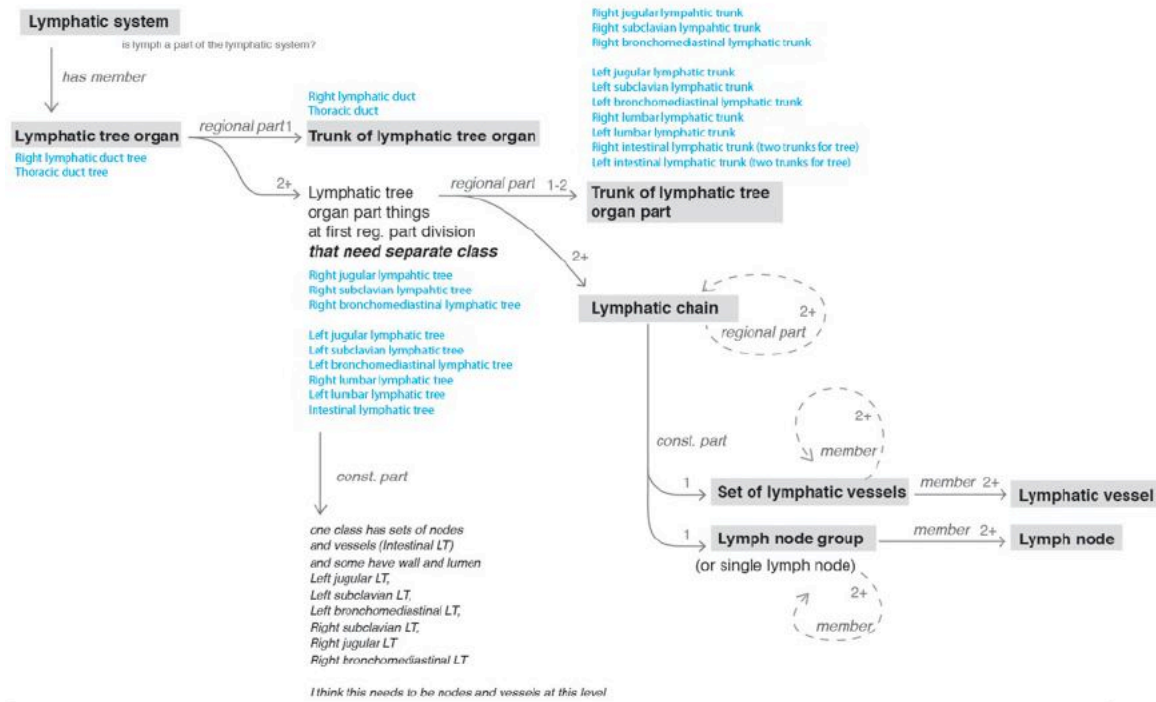 Lymphatic system
is lymph a part of the lymphatic system?
has member
Lymphatic tree organ
Right lymphatic duct tree
Thoracic duct tree
regional part 1
Right lymphatic duct
Thoracic duct
Trunk of lymphatic tree organ
2+
Lymphatic tree
organ part things
at first reg. part division
that need separate class
Right jugular lympahtic tree
Right subclavian lympahtic tree
Right bronchomediastinal lymphatic tree
Left jugular lymphatic tree
Left subclavian lymphatic tree
Left bronchomediastinal lymphatic tree
Right lumbar lymphatic tree
Left lumbar lymphatic tree
Intestinal lymphatic tree
const. part
one class has sets of nodes
and vessels (Intestinal LT)
and some have wall and lumen
Left jugular LT,
Left subclavian LT,
Left bronchomediastinal LT,
Right subclavian LT,
Right jugular LT
Right bronchomediastinal LT
I think this needs to be nodes and vessels at this level
Right jugular lympahtic trunk
Right subclavian lympahtic trunk
Right bronchomediastinal lymphatic trunk
Left jugular lymphatic trunk
Left subclavian lymphatic trunk
Left bronchomediastinal lymphatic trunk
Right lumbar lymphatic trunk
Left lumbar lymphatic trunk
Right intestinal lymphatic trunk (two trunks for tree)
Left intestinal lymphatic trunk (two trunks for tree)
regional part 1-2
Trunk of lymphatic tree
organ part
2+
Lymphatic chain
2+
regional part
const. part
2+
member
1
Set of lymphatic vessels
member 2+
Lymphatic vessel
1
Lymph node group
(or single lymph node)
member 2+
Lymph node
2+
member